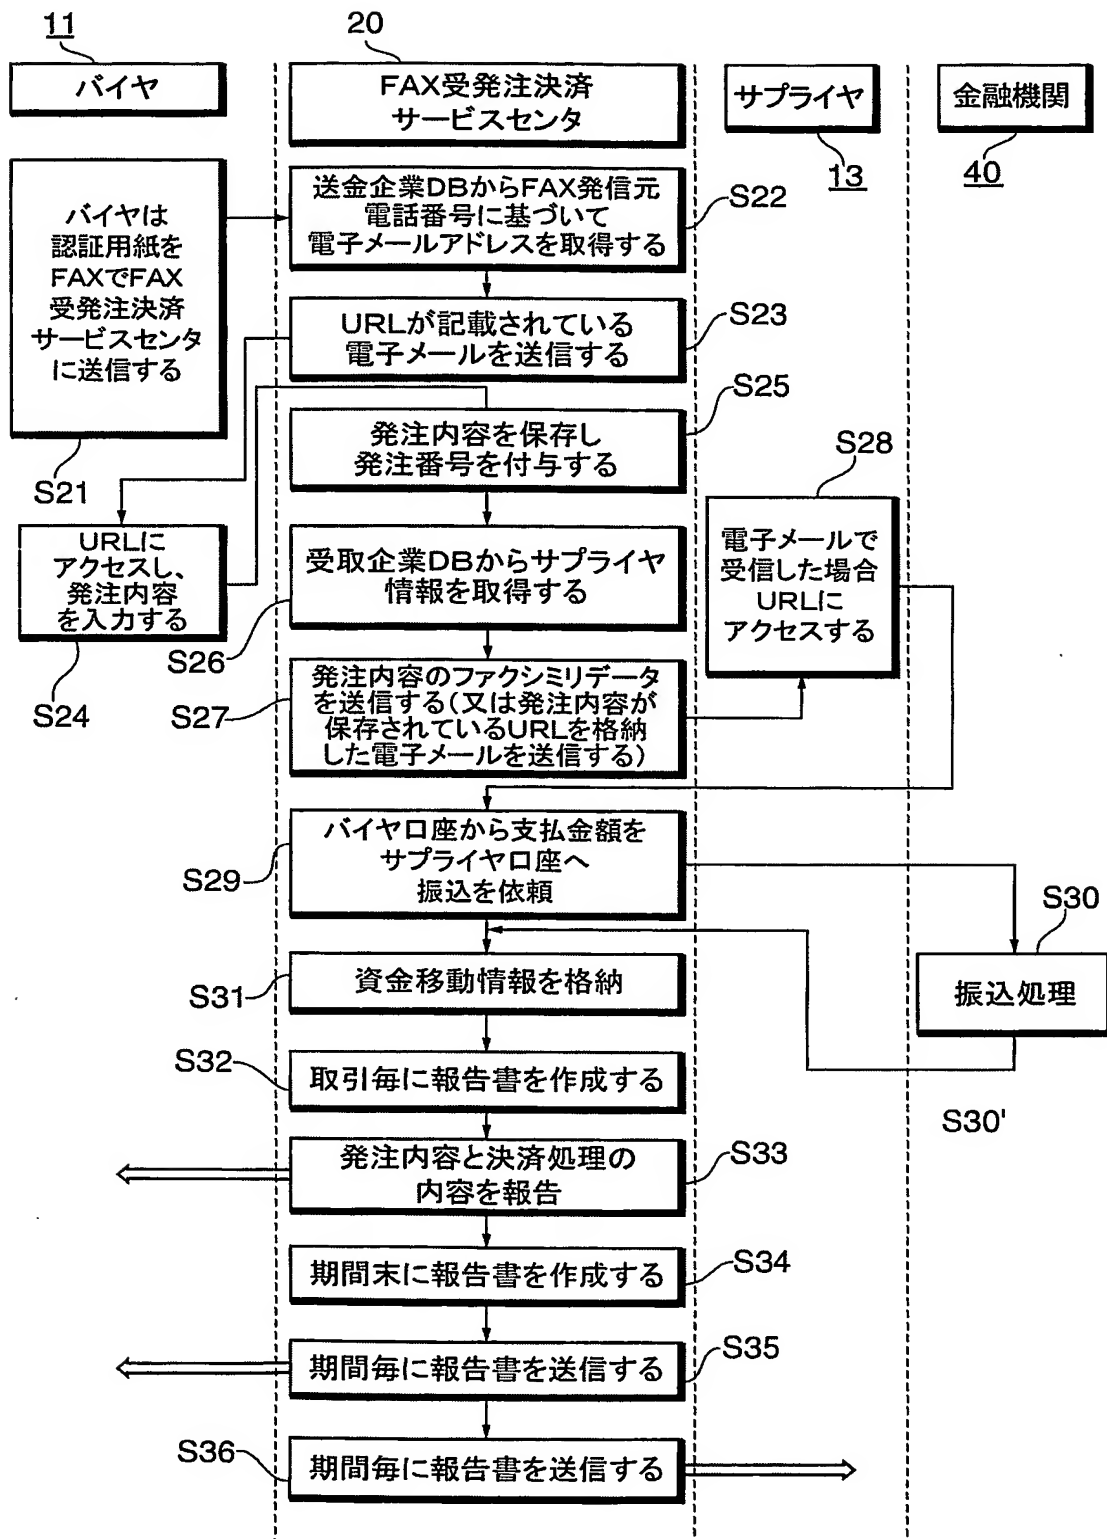 11
バイヤ
20
FAX受発注決済
サービスセンタ
サプライヤ
13
金融機関
40
バイヤは
認証用紙を
FAXでFAX
受発注決済
サービスセンタ
に送信する
S21
送金企業DBからFAX発信元
電話番号に基づいて
電子メールアドレスを取得する
S22
URLが記載されている
電子メールを送信する
S23
URLに
アクセスし、
発注内容
を入力する
S24
発注内容を保存し
発注番号を付与する
S25
受取企業DBからサプライヤ
情報を取得する
S26
発注内容のファクシミリデータ
を送信する(又は発注内容が
保存されているURLを格納
した電子メールを送信する)
S27
S28
電子メールで
受信した場合
URLに
アクセスする
バイヤ口座から支払金額を
サプライヤ口座へ
振込を依頼
S29
S30
振込処理
S30'
資金移動情報を格納
S31
取引毎に報告書を作成する
S32
発注内容と決済処理の
内容を報告
S33
期間末に報告書を作成する
S34
期間毎に報告書を送信する
S35
期間毎に報告書を送信する
S36